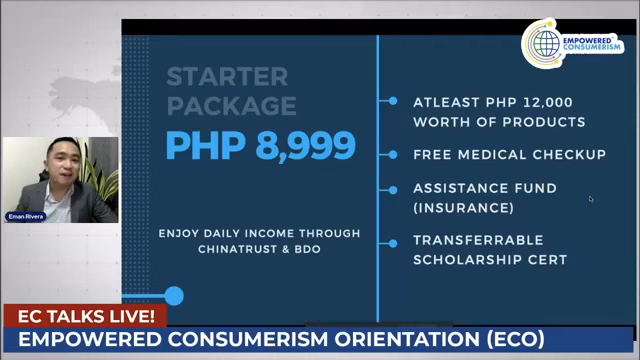 EMPOWERED
CONSUMERISM
STARTER
PACKAGE
PHP 8,999
ENJOY DAILY INCOME THROUGH
CHINATRUST & BDO
ATLEAST PHP 12,000
WORTH OF PRODUCTS
FREE MEDICAL CHECKUP
ASSISTANCE FUND
(INSURANCE)
TRANSFERRABLE
SCHOLARSHIP CERT
Eman Rivera
EC TALKS LIVE!
EMPOWERED CONSUMERISM ORIENTATION (ECO)